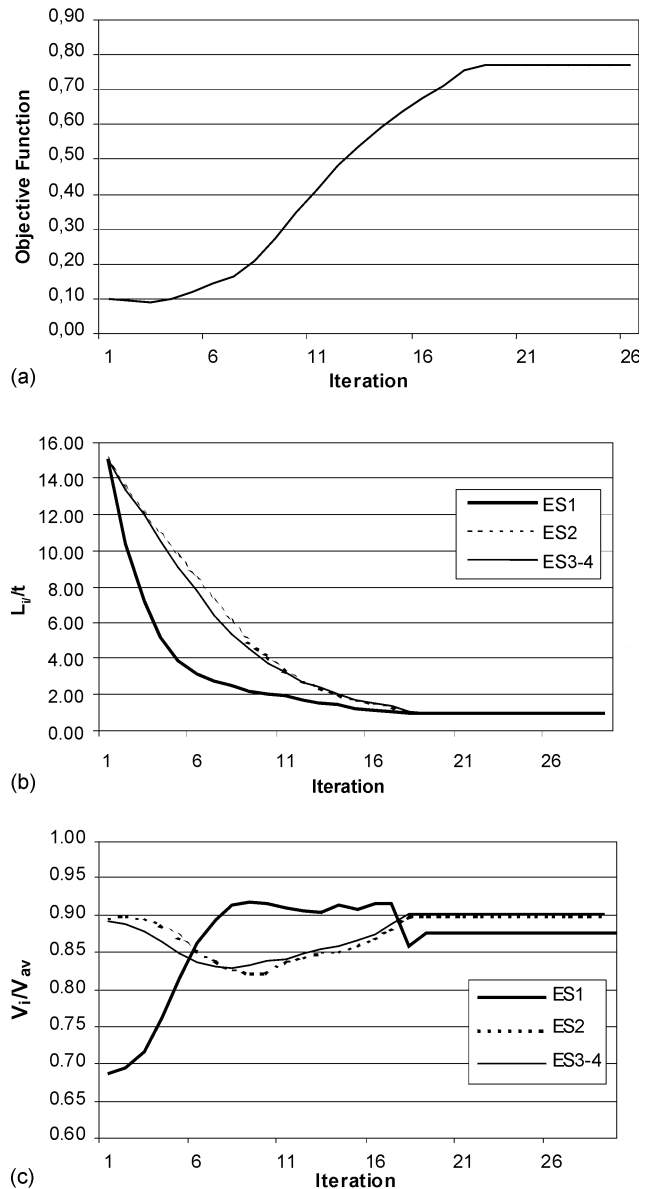 0,90
0,80
0,70
0,60
0,50
0,40
0,30
0,20
0,10
0,00
Objective Function
1 6 11 16 21 26
Iteration
(a)
16.00
14.00
12.00
10.00
8.00
6.00
4.00
2.00
0.00
Li/t
ES1
ES2
ES3-4
1 6 11 16 21 26
Iteration
(b)
1.00
0.95
0.90
0.85
0.80
0.75
0.70
0.65
0.60
Vi/Vav
ES1
ES2
ES3-4
1 6 11 16 21 26
Iteration
(c)